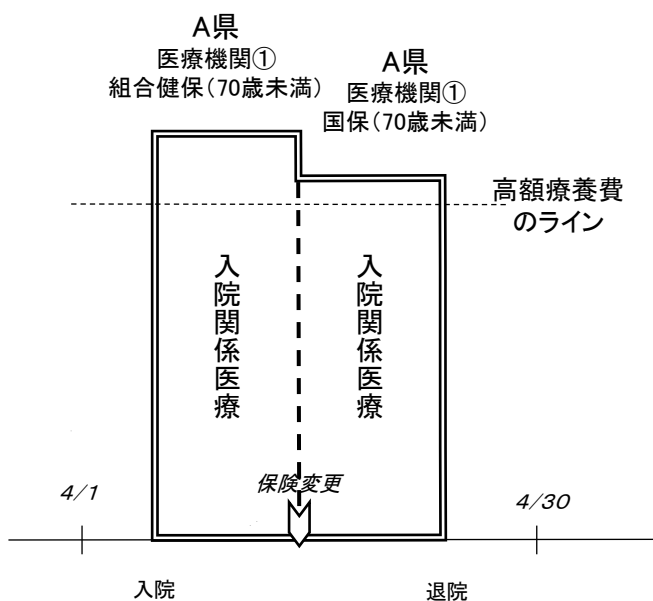 A県
医療機関①
組合健保(70歳未満)
A県
医療機関①
国保(70歳未満)
高額療養費
のライン
入院関係医療
入院関係医療
保険変更
4/1
4/30
入院
退院